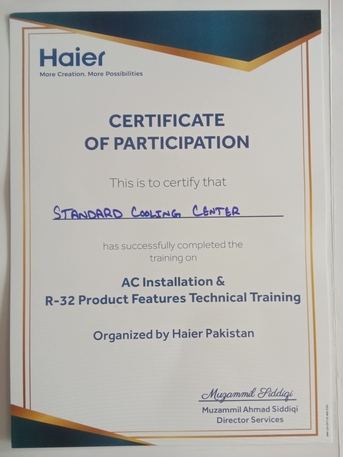 Haier
More Creation. More Possibilities
CERTIFICATE
OF PARTICIPATION
This is to certify that
STANDARD COOLING CENTER
has successfully completed the
training on
AC Installation &
R-32 Product Features Technical Training
Organized by Haier Pakistan
Muzammil Siddiqi
Muzammil Ahmad Siddiqi
Director Services